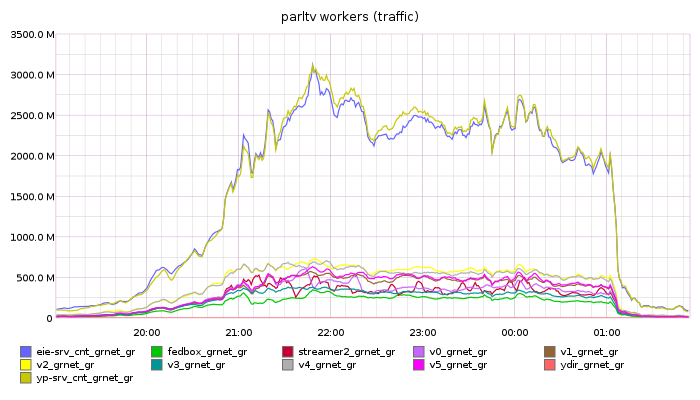 parltv workers (traffic)
3500.0 M
3000.0 M
2500.0 M
2000.0 M
1500.0 M
1000.0 M
500.0 M
0
20:00 21:00 22:00 23:00 00:00 01:00
eie-srv_cnt_grnet_gr fedbox_grnet_gr streamer2_grnet_gr v0_grnet_gr v1_grnet_gr
v2_grnet_gr v3_grnet_gr v4_grnet_gr v5_grnet_gr ydir_grnet_gr
yp-srv_cnt_grnet_gr